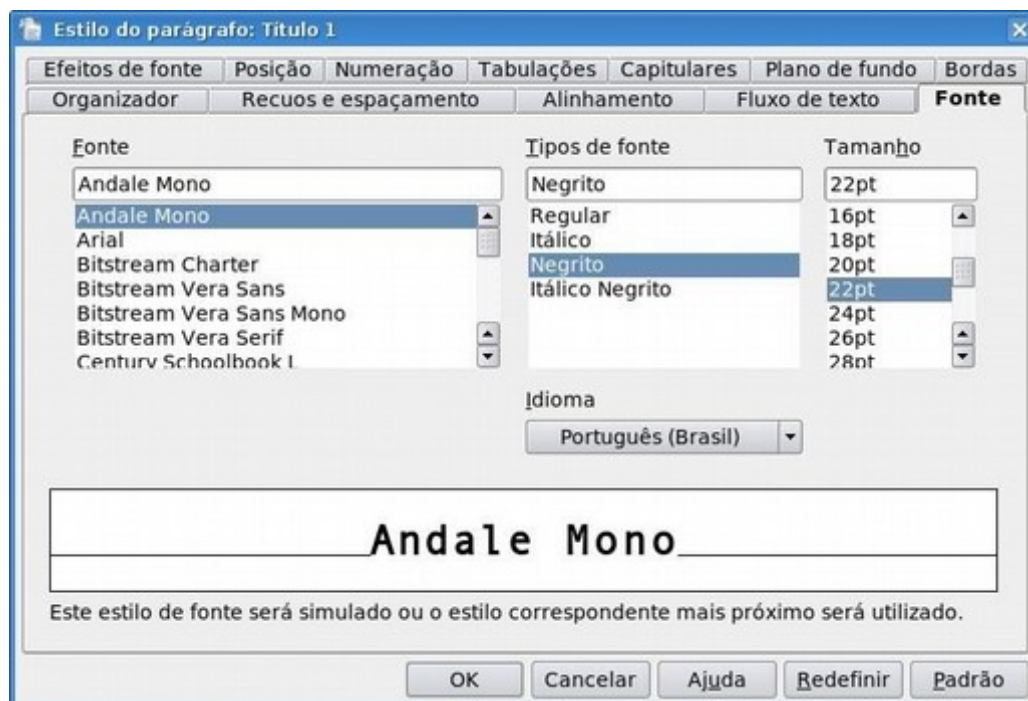 Estilo do parágrafo: Título 1
Efeitos de fonte Posição Numeração Tabulações Capitulares Plano de fundo Bordas
Organizador Recuos e espaçamento Alinhamento Fluxo de texto Fonte
Fonte Tipos de fonte Tamanho
Andale Mono Negrito 22pt
Andale Mono Regular 16pt
Arial Itálico 18pt
Bitstream Charter Negrito 20pt
Bitstream Vera Sans Itálico Negrito 22pt
Bitstream Vera Sans Mono 24pt
Bitstream Vera Serif 26pt
Century Schoolbook L 28pt
Idioma
Português (Brasil)
Andale Mono
Este estilo de fonte será simulado ou o estilo correspondente mais próximo será utilizado.
OK Cancelar Ajuda Redefinir Padrão